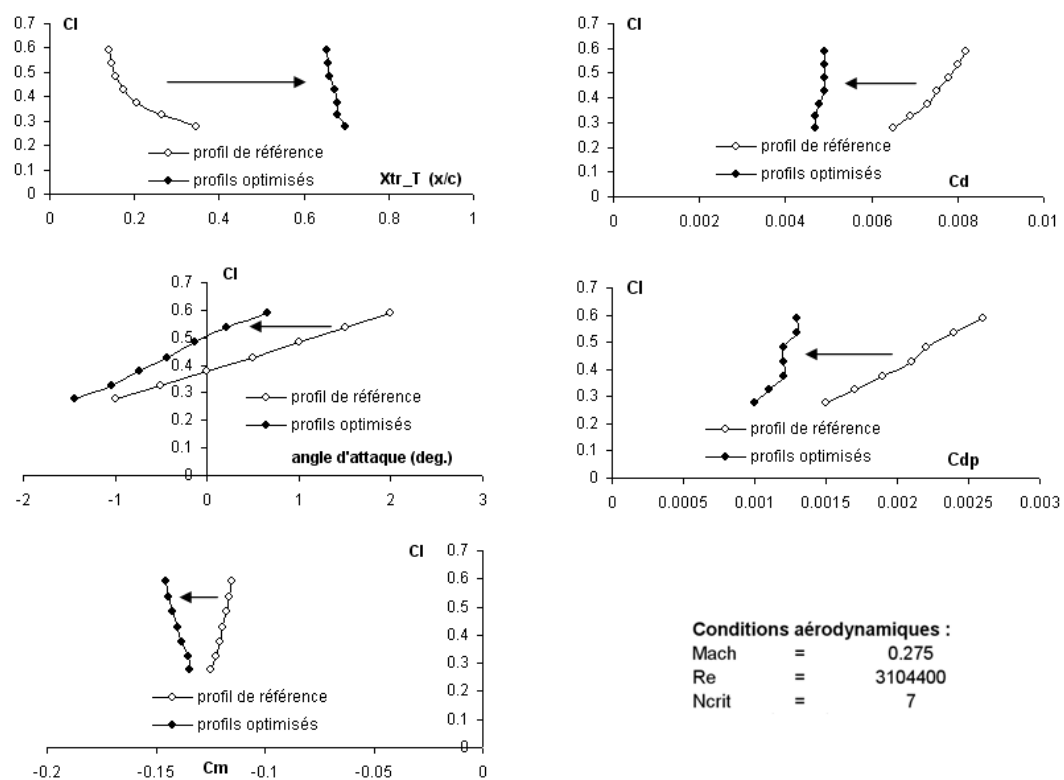 Cl
0.7
0.6
0.5
0.4
0.3
0.2
0.1
0
profil de référence
profils optimisés
Xtr_T (x/c)
0 0.2 0.4 0.6 0.8 1
Cl
0.7
0.6
0.5
0.4
0.3
0.2
0.1
0
profil de référence
profils optimisés
Cd
0 0.002 0.004 0.006 0.008 0.01
Cl
0.7
0.6
0.5
0.4
0.3
0.2
0.1
0
profil de référence
profils optimisés
angle d'attaque (deg.)
-2 -1 0 1 2 3
Cl
0.7
0.6
0.5
0.4
0.3
0.2
0.1
0
profil de référence
profils optimisés
Cdp
0 0.0005 0.001 0.0015 0.002 0.0025 0.003
Cl
0.7
0.6
0.5
0.4
0.3
0.2
0.1
0
profil de référence
profils optimisés
-0.2 -0.15 -0.1 -0.05 0
Cm
Conditions aérodynamiques :
Mach = 0.275
Re = 3104400
Ncrit = 7